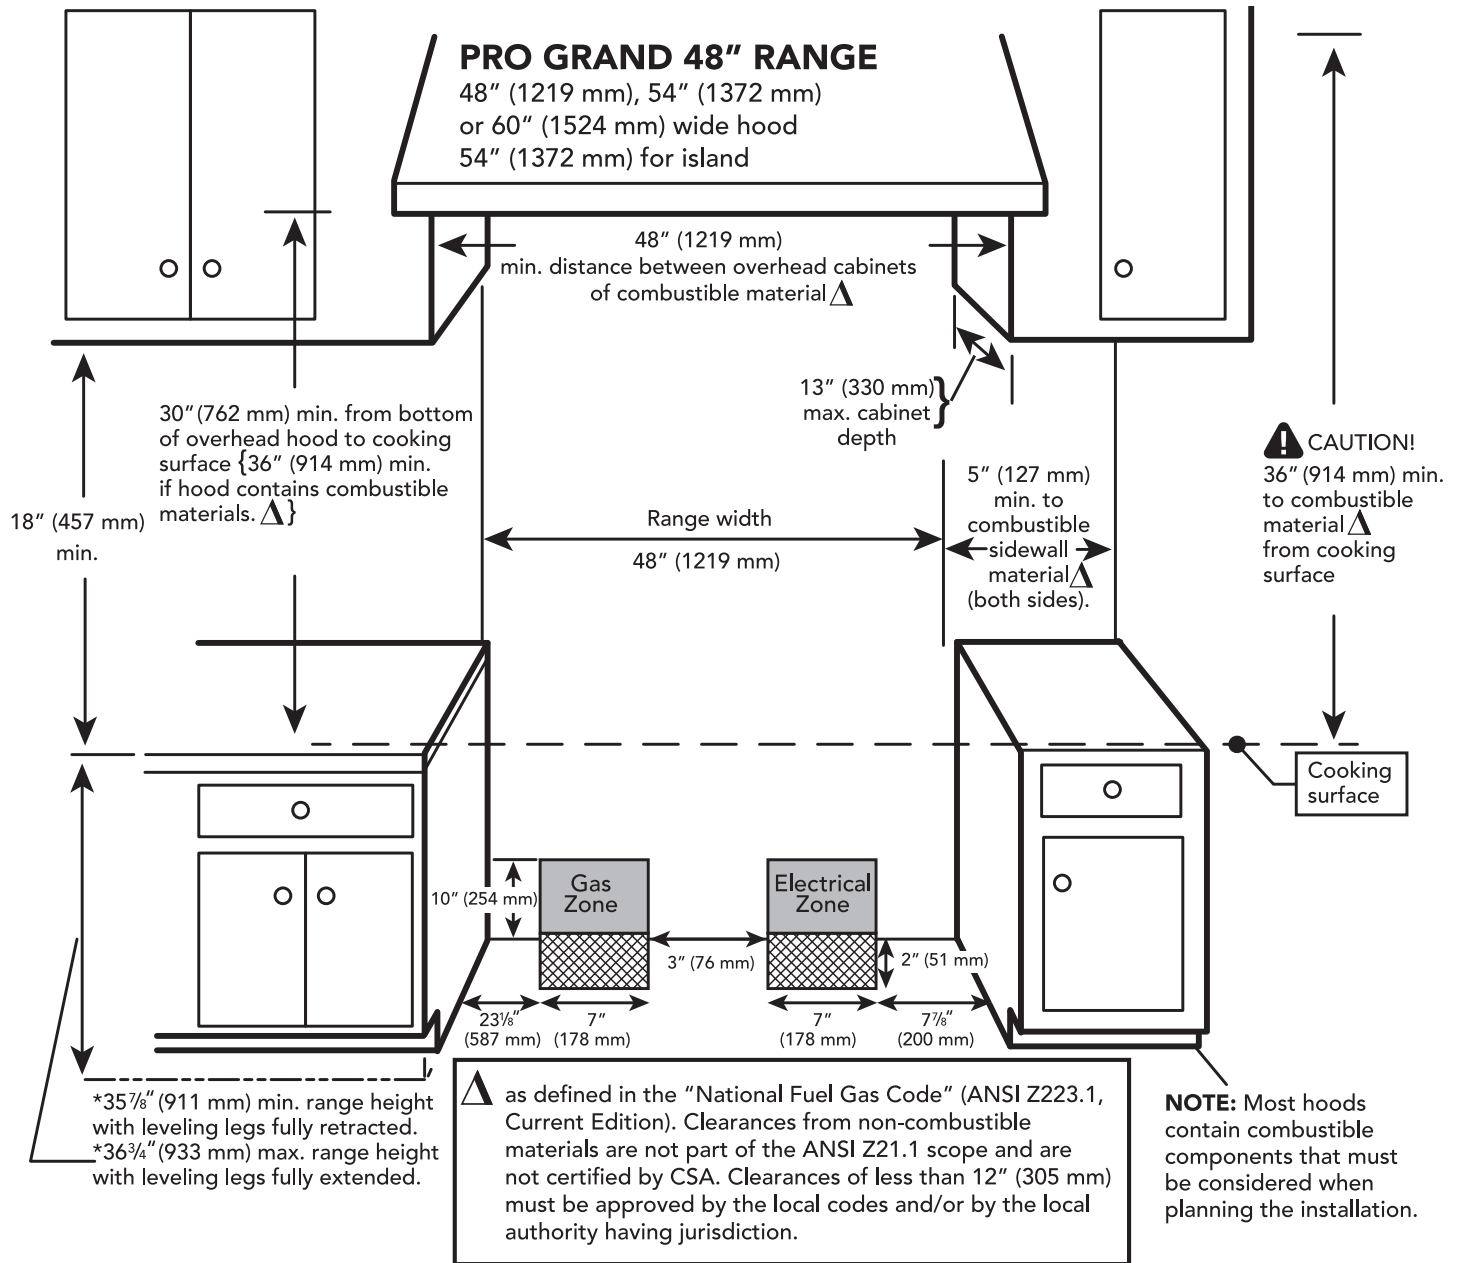 PRO GRAND 48” RANGE
48” (1219 mm), 54” (1372 mm)
or 60” (1524 mm) wide hood
54” (1372 mm) for island
48” (1219 mm)
min. distance between overhead cabinets
of combustible material Δ
13” (330 mm)
max. cabinet
depth
30” (762 mm) min. from bottom
of overhead hood to cooking
surface {36” (914 mm) min.
if hood contains combustible
materials. Δ}
18” (457 mm)
min.
Range width
48” (1219 mm)
5” (127 mm)
min. to
combustible
sidewall
material Δ
(both sides).
CAUTION!
36” (914 mm) min.
to combustible
material Δ
from cooking
surface
Cooking
surface
Gas
Zone
Electrical
Zone
10” (254 mm)
3” (76 mm)
2” (51 mm)
23⅛”
(587 mm)
7”
(178 mm)
7”
(178 mm)
7⅞”
(200 mm)
*35⅞” (911 mm) min. range height
with leveling legs fully retracted.
*36¾” (933 mm) max. range height
with leveling legs fully extended.
Δ as defined in the “National Fuel Gas Code” (ANSI Z223.1,
Current Edition). Clearances from non-combustible
materials are not part of the ANSI Z21.1 scope and are
not certified by CSA. Clearances of less than 12” (305 mm)
must be approved by the local codes and/or by the local
authority having jurisdiction.
NOTE: Most hoods
contain combustible
components that must
be considered when
planning the installation.